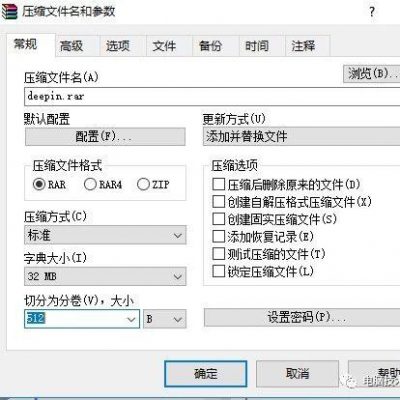 压缩文件名和参数 ?
常规 高级 选项 文件 备份 时间 注释
压缩文件名(A) 浏览(B)..
deepin.rar
默认配置 更新方式(U)
配置(F)... 添加并替换文件
压缩文件格式 压缩选项
RAR RAR4 ZIP 压缩后删除原来的文件(D)
创建自解压格式压缩文件(X)
压缩方式(C) 创建固实压缩文件(S)
标准 添加恢复记录(E)
字典大小(I) 测试压缩的文件(T)
32 MB 锁定压缩文件(L)
切分为分卷(V)，大小
512 B 设置密码(P)...
确定 取消 帮助
电脑技